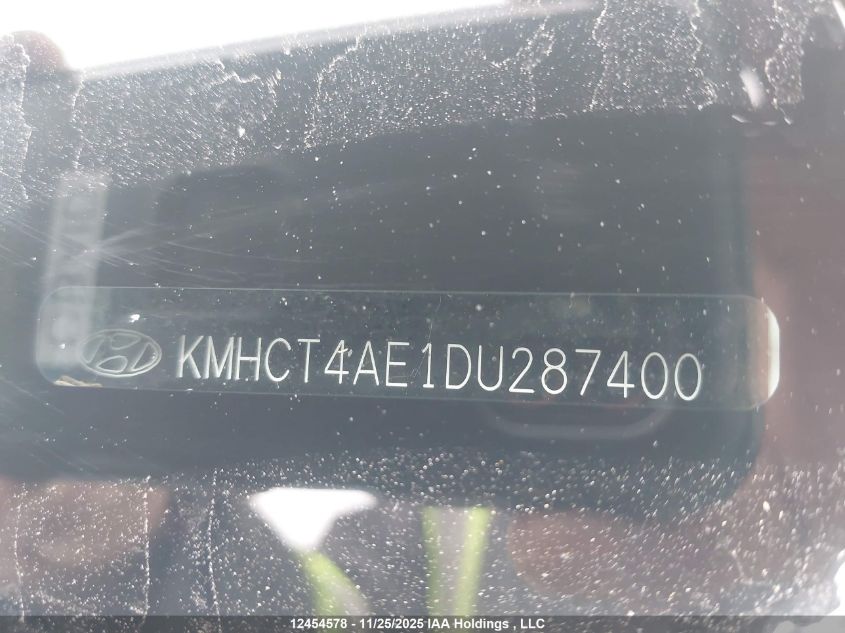 KMHCT4AE1DU287400
12454578 - 11/25/2025 IAA Holdings , LLC